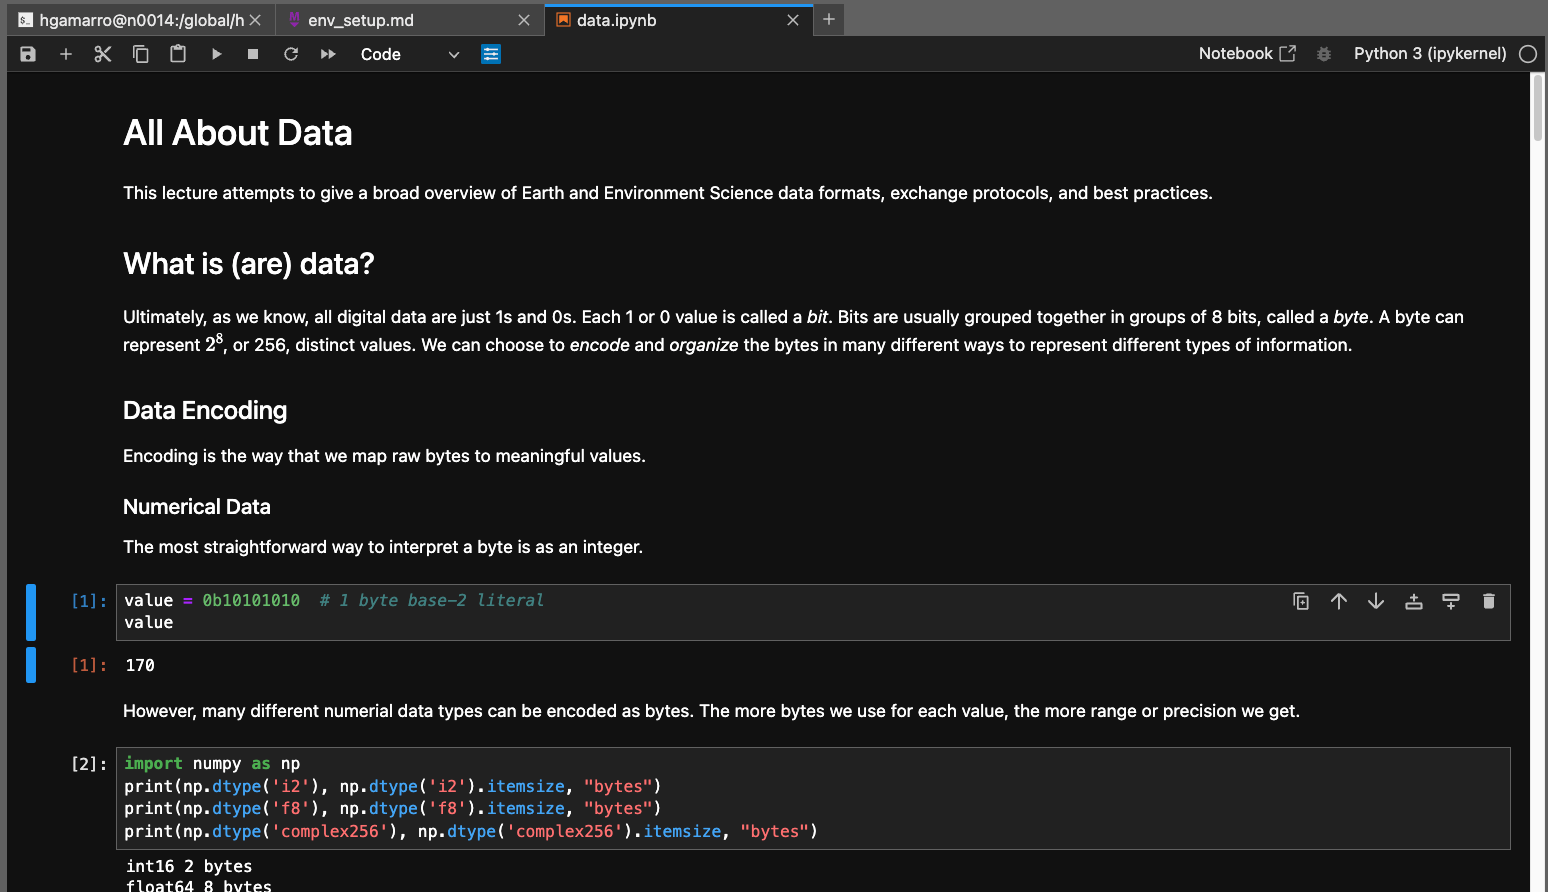 hgamarro@n0014:/global/h
env_setup.md
data.ipynb
Code
Notebook
Python 3 (ipykernel)
All About Data
This lecture attempts to give a broad overview of Earth and Environment Science data formats, exchange protocols, and best practices.
What is (are) data?
Ultimately, as we know, all digital data are just 1s and 0s. Each 1 or 0 value is called a bit. Bits are usually grouped together in groups of 8 bits, called a byte. A byte can
represent 2⁸, or 256, distinct values. We can choose to encode and organize the bytes in many different ways to represent different types of information.
Data Encoding
Encoding is the way that we map raw bytes to meaningful values.
Numerical Data
The most straightforward way to interpret a byte is as an integer.
[1]: value = 0b10101010  # 1 byte base-2 literal
value
[1]: 170
However, many different numerial data types can be encoded as bytes. The more bytes we use for each value, the more range or precision we get.
[2]: import numpy as np
print(np.dtype('i2'), np.dtype('i2').itemsize, "bytes")
print(np.dtype('f8'), np.dtype('f8').itemsize, "bytes")
print(np.dtype('complex256'), np.dtype('complex256').itemsize, "bytes")
int16 2 bytes
float64 8 bytes